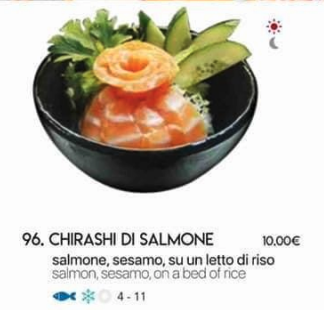 96. CHIRASHI DI SALMONE 10.00€
salmone, sesamo, su un letto di riso
salmon, sesamo, on a bed of rice
4 - 11